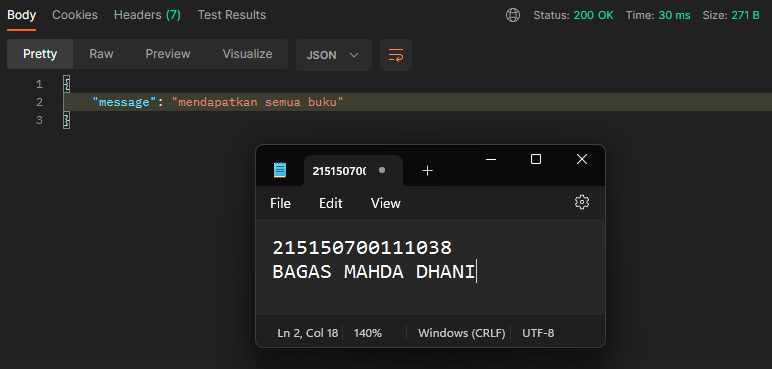 Body Cookies Headers (7) Test Results Status: 200 OK Time: 30 ms Size: 271 B
Pretty Raw Preview Visualize JSON
1 {
2 "message": "mendapatkan semua buku"
3 }
215150700
File Edit View
215150700111038
BAGAS MAHDA DHANI
Ln 2, Col 18 140% Windows (CRLF) UTF-8